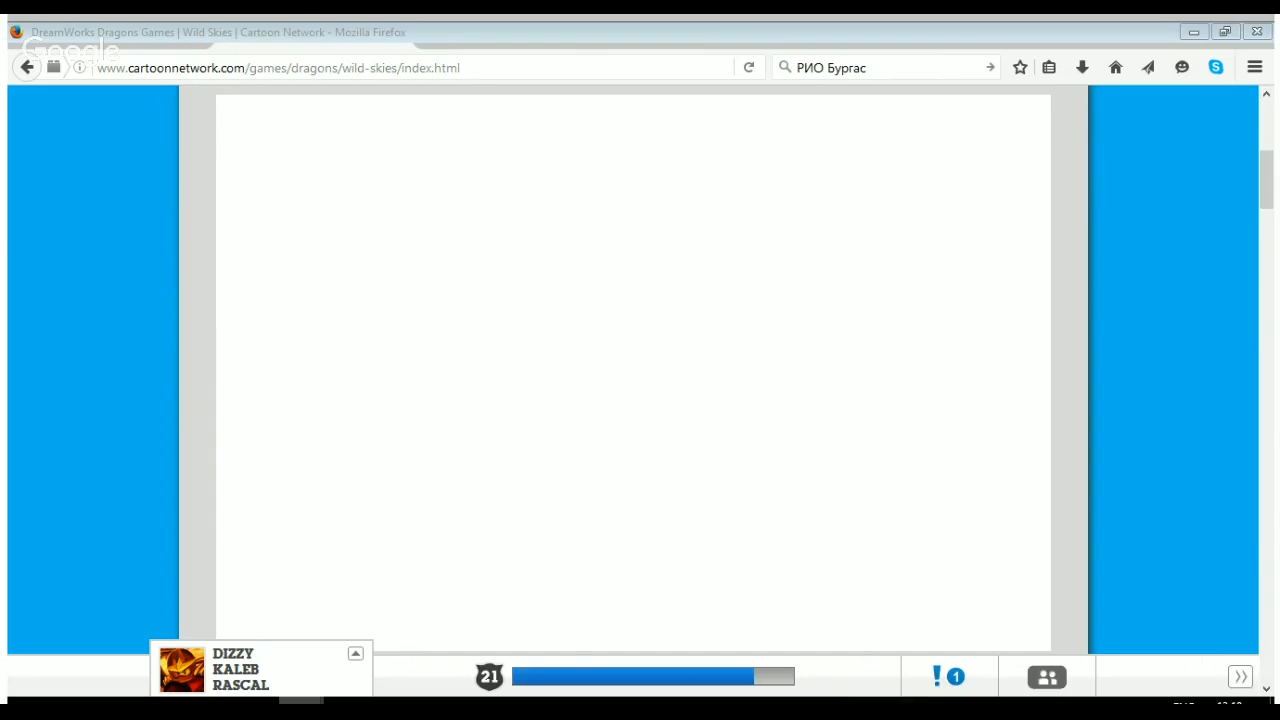 DreamWorks Dragons Games | Wild Skies | Cartoon Network - Mozilla Firefox
Google
www.cartoonnetwork.com/games/dragons/wild-skies/index.html
РИО Бургас
DIZZY
KALEB
RASCAL
21
! 1